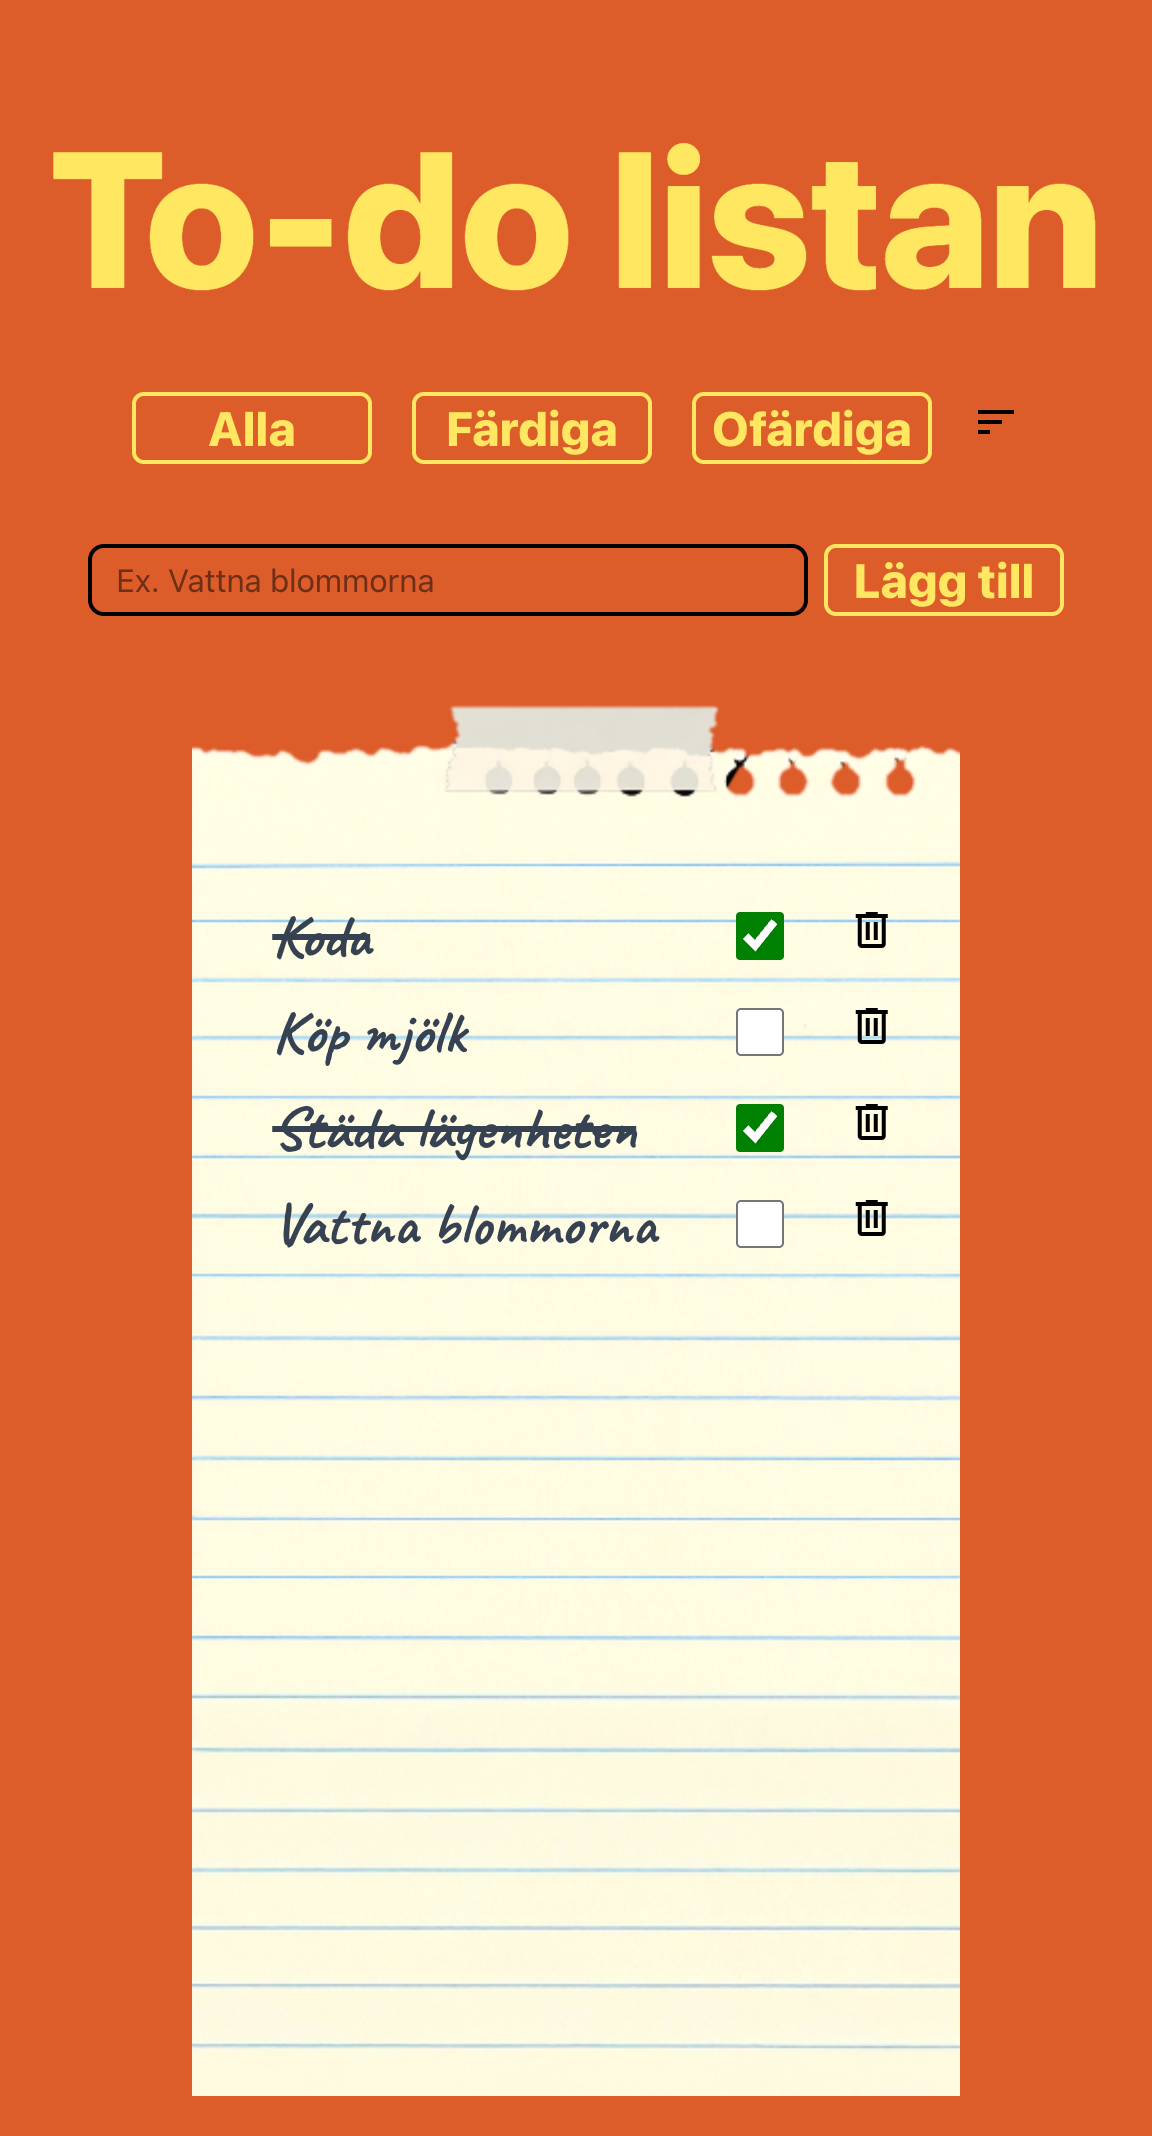 To-do listan
Alla Färdiga Ofärdiga
Ex. Vattna blommorna Lägg till
Koda
Köp mjölk
Städa lägenheten
Vattna blommorna